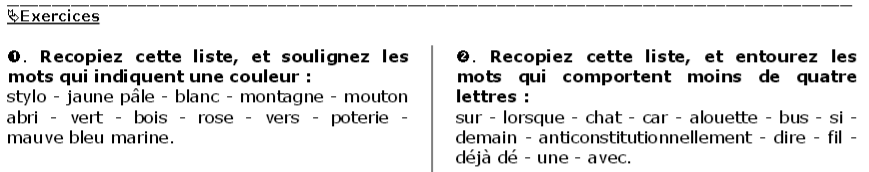 Exercices
❶. Recopiez cette liste, et soulignez les
mots qui indiquent une couleur :
stylo - jaune pâle - blanc - montagne - mouton
abri - vert - bois - rose - vers - poterie -
mauve bleu marine.
❷. Recopiez cette liste, et entourez les
mots qui comportent moins de quatre
lettres :
sur - lorsque - chat - car - alouette - bus - si -
demain - anticonstitutionnellement - dire - fil -
déjà dé - une - avec.